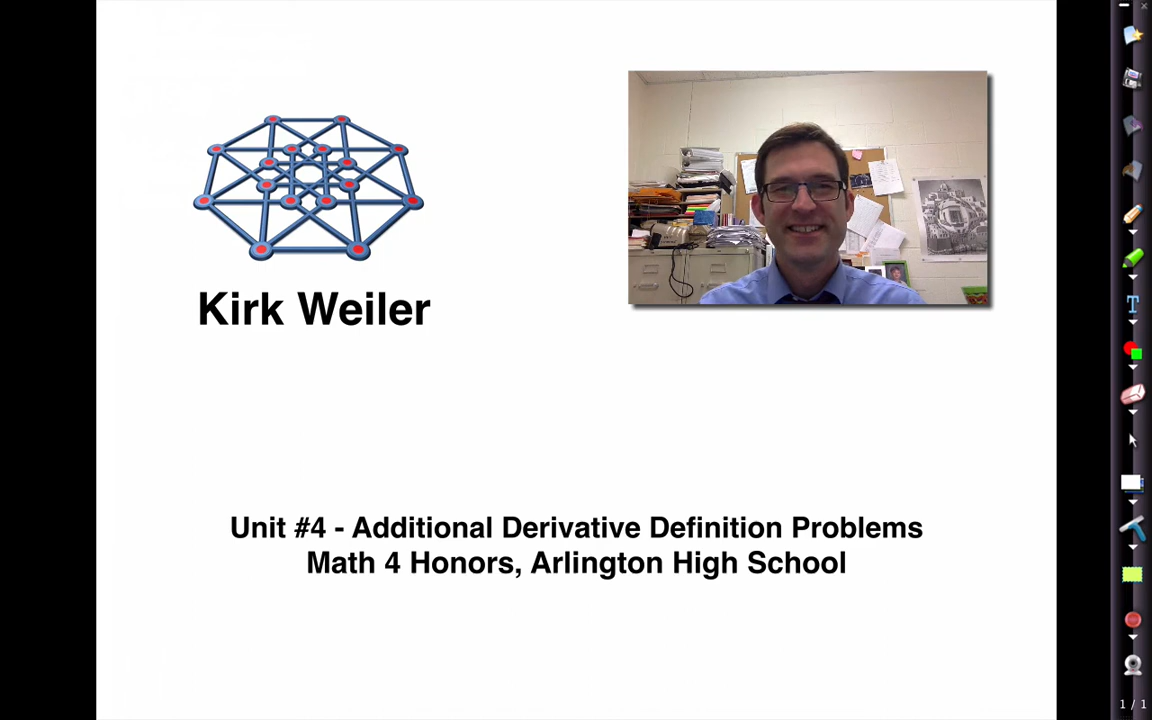 Kirk Weiler
Unit #4 - Additional Derivative Definition Problems
Math 4 Honors, Arlington High School
T
1 / 1